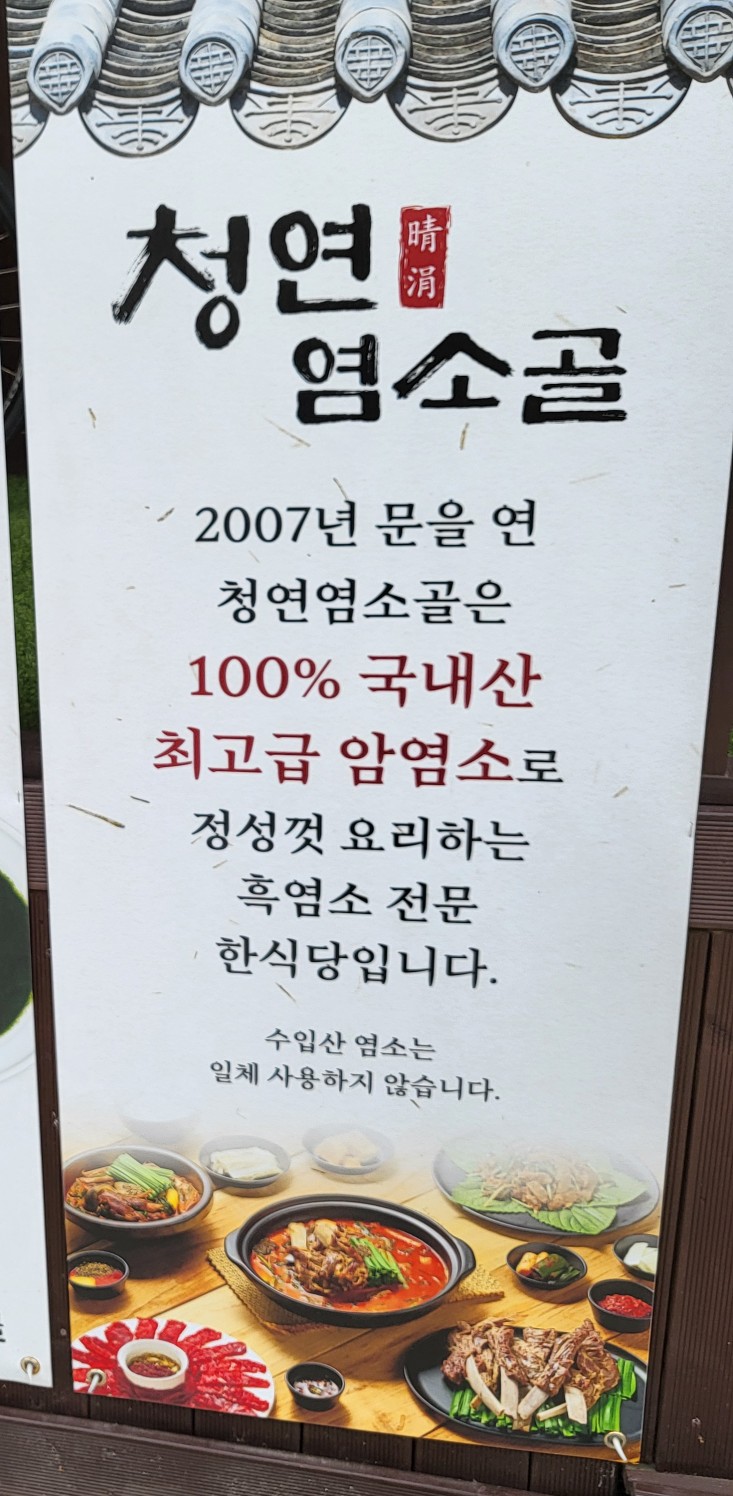 청연 晴涓
염소골
2007년 문을 연
청연염소골은
100% 국내산
최고급 암염소로
정성껏 요리하는
흑염소 전문
한식당입니다.
수입산 염소는
일체 사용하지 않습니다.